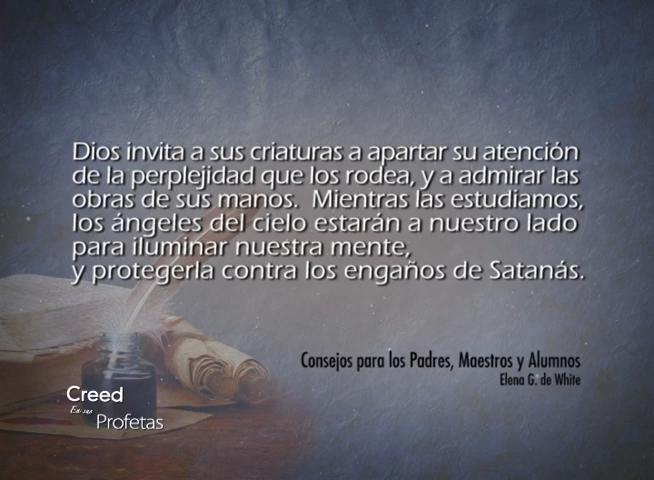 Dios invita a sus criaturas a apartar su atención
de la perplejidad que los rodea, y a admirar las
obras de sus manos. Mientras las estudiamos,
los ángeles del cielo estarán a nuestro lado
para iluminar nuestra mente,
y protegerla contra los engaños de Satanás.
Consejos para los Padres, Maestros y Alumnos
Elena G. de White
Creed
En sus
Profetas